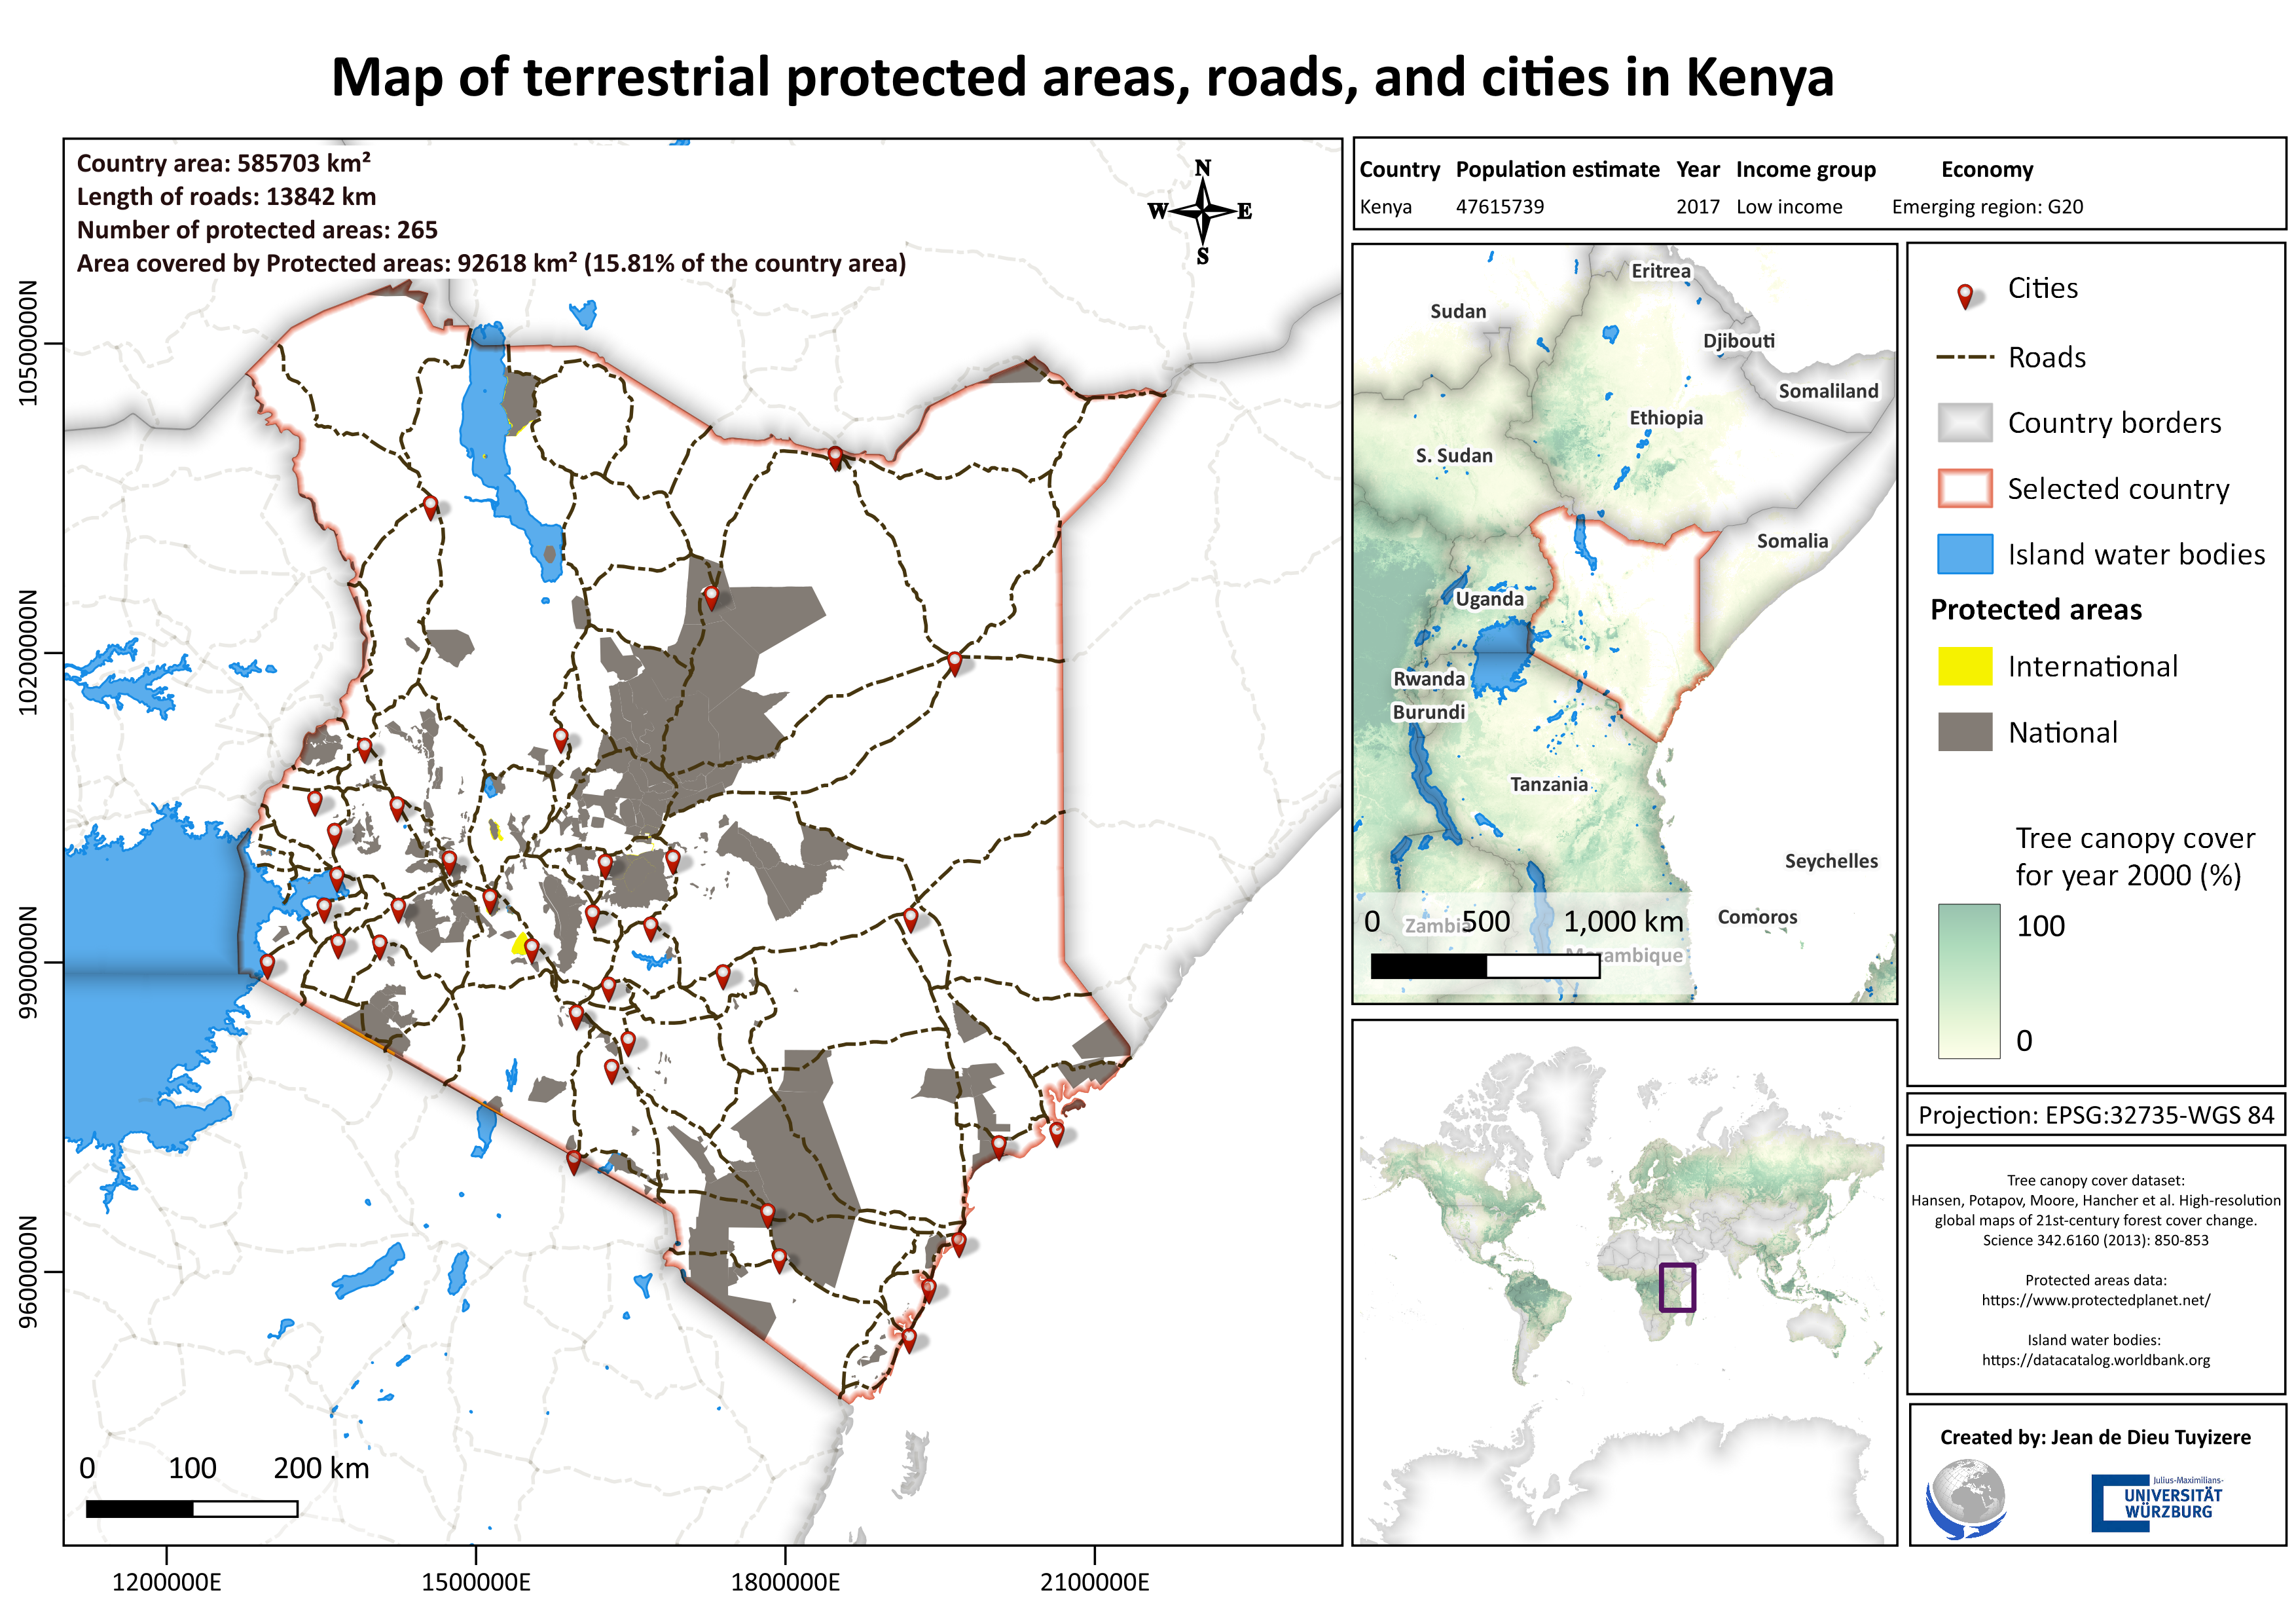 Map of terrestrial protected areas, roads, and cities in Kenya
Country area: 585703 km²
Length of roads: 13842 km
Number of protected areas: 265
Area covered by Protected areas: 92618 km² (15.81% of the country area)
N
W E
S
10500000N
10200000N
9900000N
9600000N
0 100 200 km
1200000E 1500000E 1800000E 2100000E
Country Population estimate Year Income group Economy
Kenya 47615739 2017 Low income Emerging region: G20
Eritrea
Sudan
Djibouti
Somaliland
Ethiopia
S. Sudan
Somalia
Uganda
Rwanda
Burundi
Tanzania
Seychelles
Comoros
Zambia
Mozambique
0 500 1,000 km
Cities
Roads
Country borders
Selected country
Island water bodies
Protected areas
International
National
Tree canopy cover
for year 2000 (%)
100
0
Projection: EPSG:32735-WGS 84
Tree canopy cover dataset:
Hansen, Potapov, Moore, Hancher et al. High-resolution
global maps of 21st-century forest cover change.
Science 342.6160 (2013): 850-853
Protected areas data:
https://www.protectedplanet.net/
Island water bodies:
https://datacatalog.worldbank.org
Created by: Jean de Dieu Tuyizere
Julius-Maximilians-
UNIVERSITÄT
WÜRZBURG